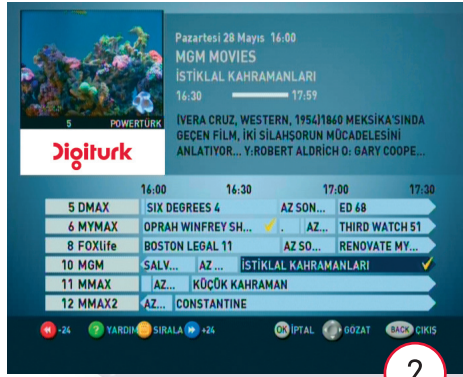 Pazartesi 28 Mayıs 16:00
MGM MOVIES
İSTİKLAL KAHRAMANLARI
16:30 17:59
(VERA CRUZ, WESTERN, 1954)1860 MEKSİKA'SINDA
GEÇEN FİLM, İKİ SİLAHŞORUN MÜCADELESİNİ
ANLATIYOR... Y:ROBERT ALDRİCH O: GARY COOPE...
5 POWERTÜRK
Digiturk
16:00 16:30 17:00 17:30
5 DMAX SIX DEGREES 4 AZ SON... ED 68
6 MYMAX OPRAH WINFREY SH... . AZ... THIRD WATCH 51
8 FOXlife BOSTON LEGAL 11 AZ SO... RENOVATE MY...
10 MGM SALV... AZ ... İSTİKLAL KAHRAMANLARI
11 MMAX AZ... KÜÇÜK KAHRAMAN
12 MMAX2 AZ... CONSTANTINE
-24 ? YARDIM SIRALA +24 OK İPTAL GÖZAT BACK ÇIKIŞ
2